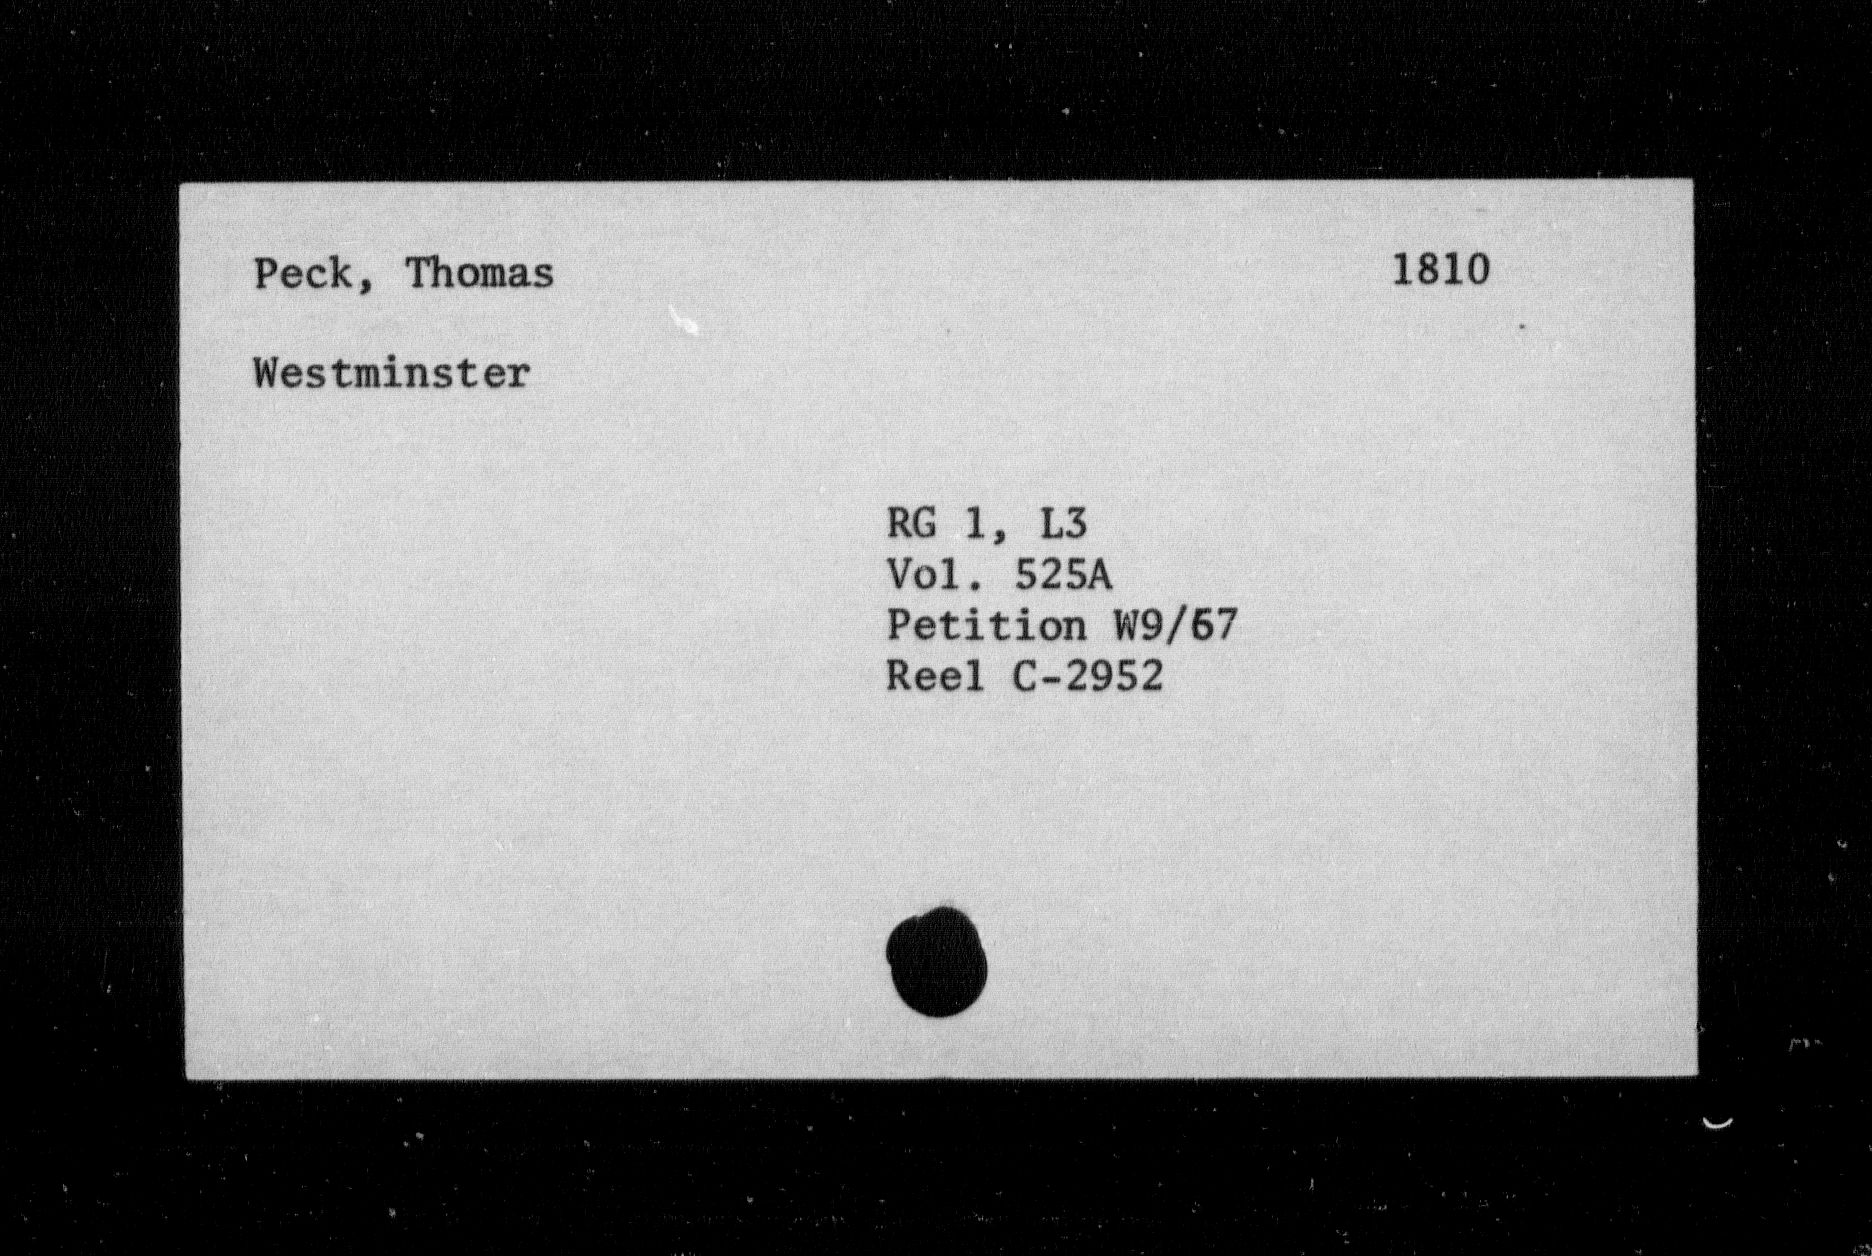 Peck, Thomas 1810
Westminster
RG 1, L3
Vol. 525A
Petition W9/67
Reel C-2952